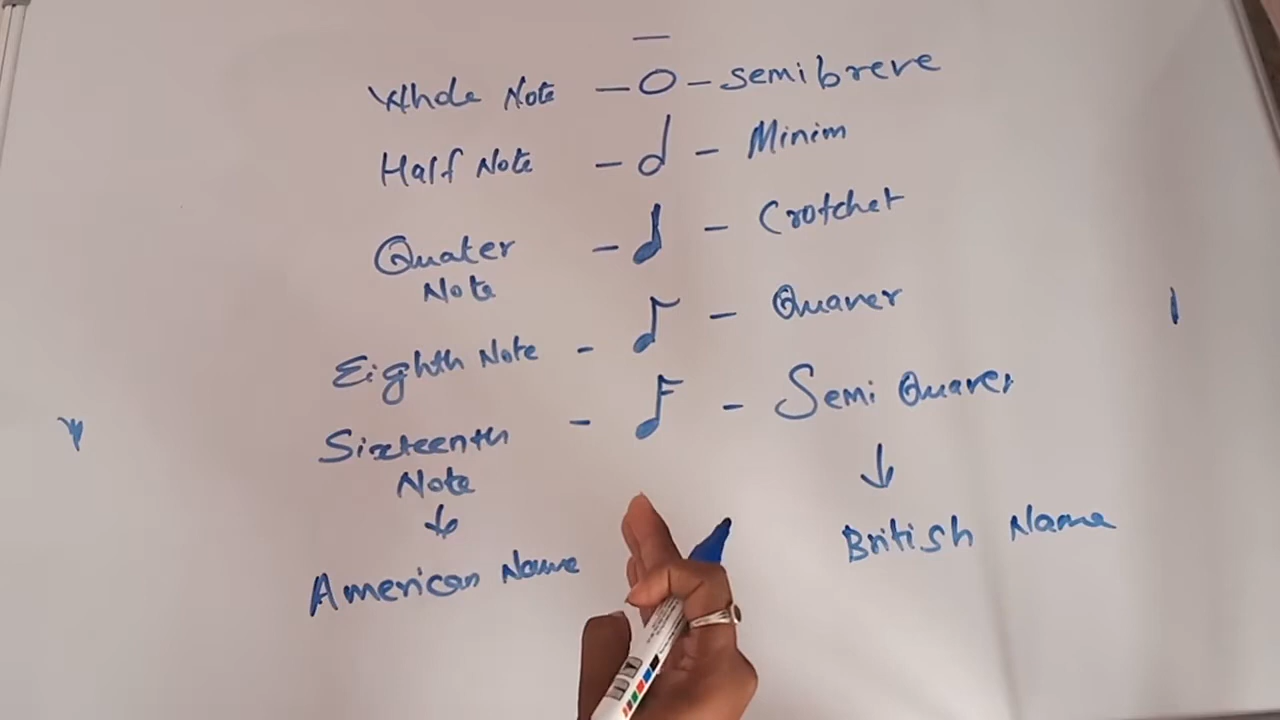 Whole Note - - semibreve
Half Note - - Minim
Quater - - Crotchet
Note
Eighth Note - - Quaver
Sixteenth - - Semi Quaver
Note
American Name
British Name